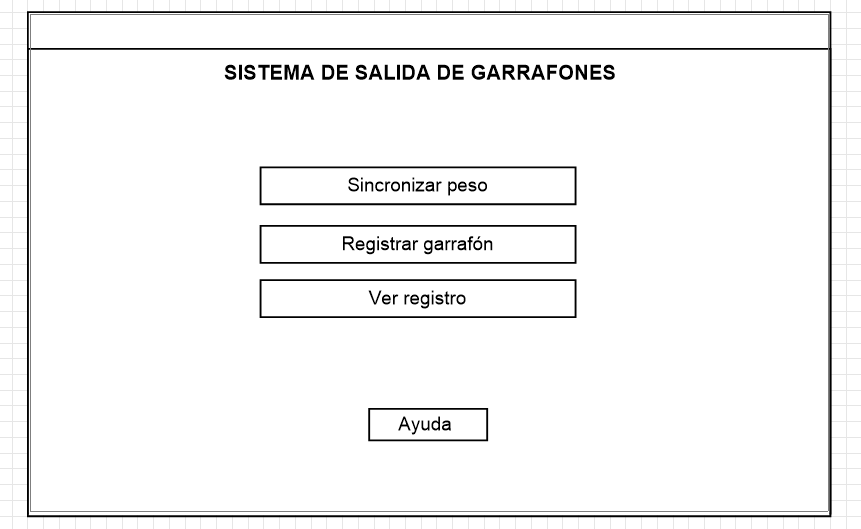 SISTEMA DE SALIDA DE GARRAFONES
Sincronizar peso
Registrar garrafón
Ver registro
Ayuda